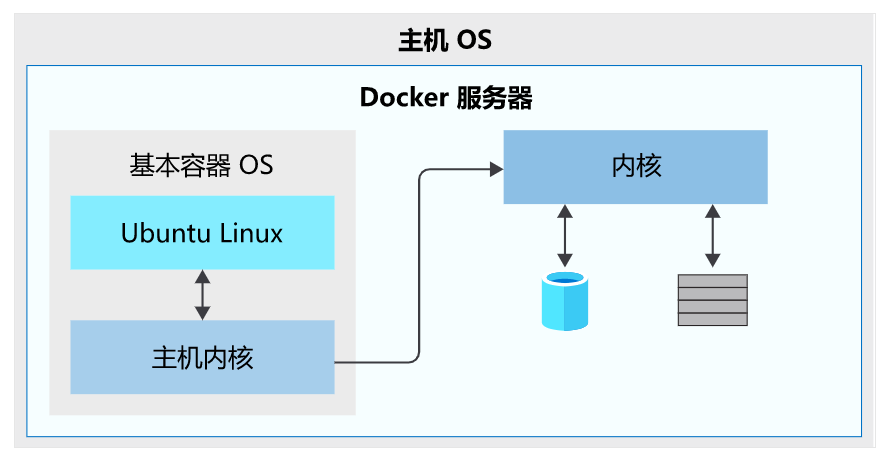 主机 OS
Docker 服务器
基本容器 OS
Ubuntu Linux
主机内核
内核